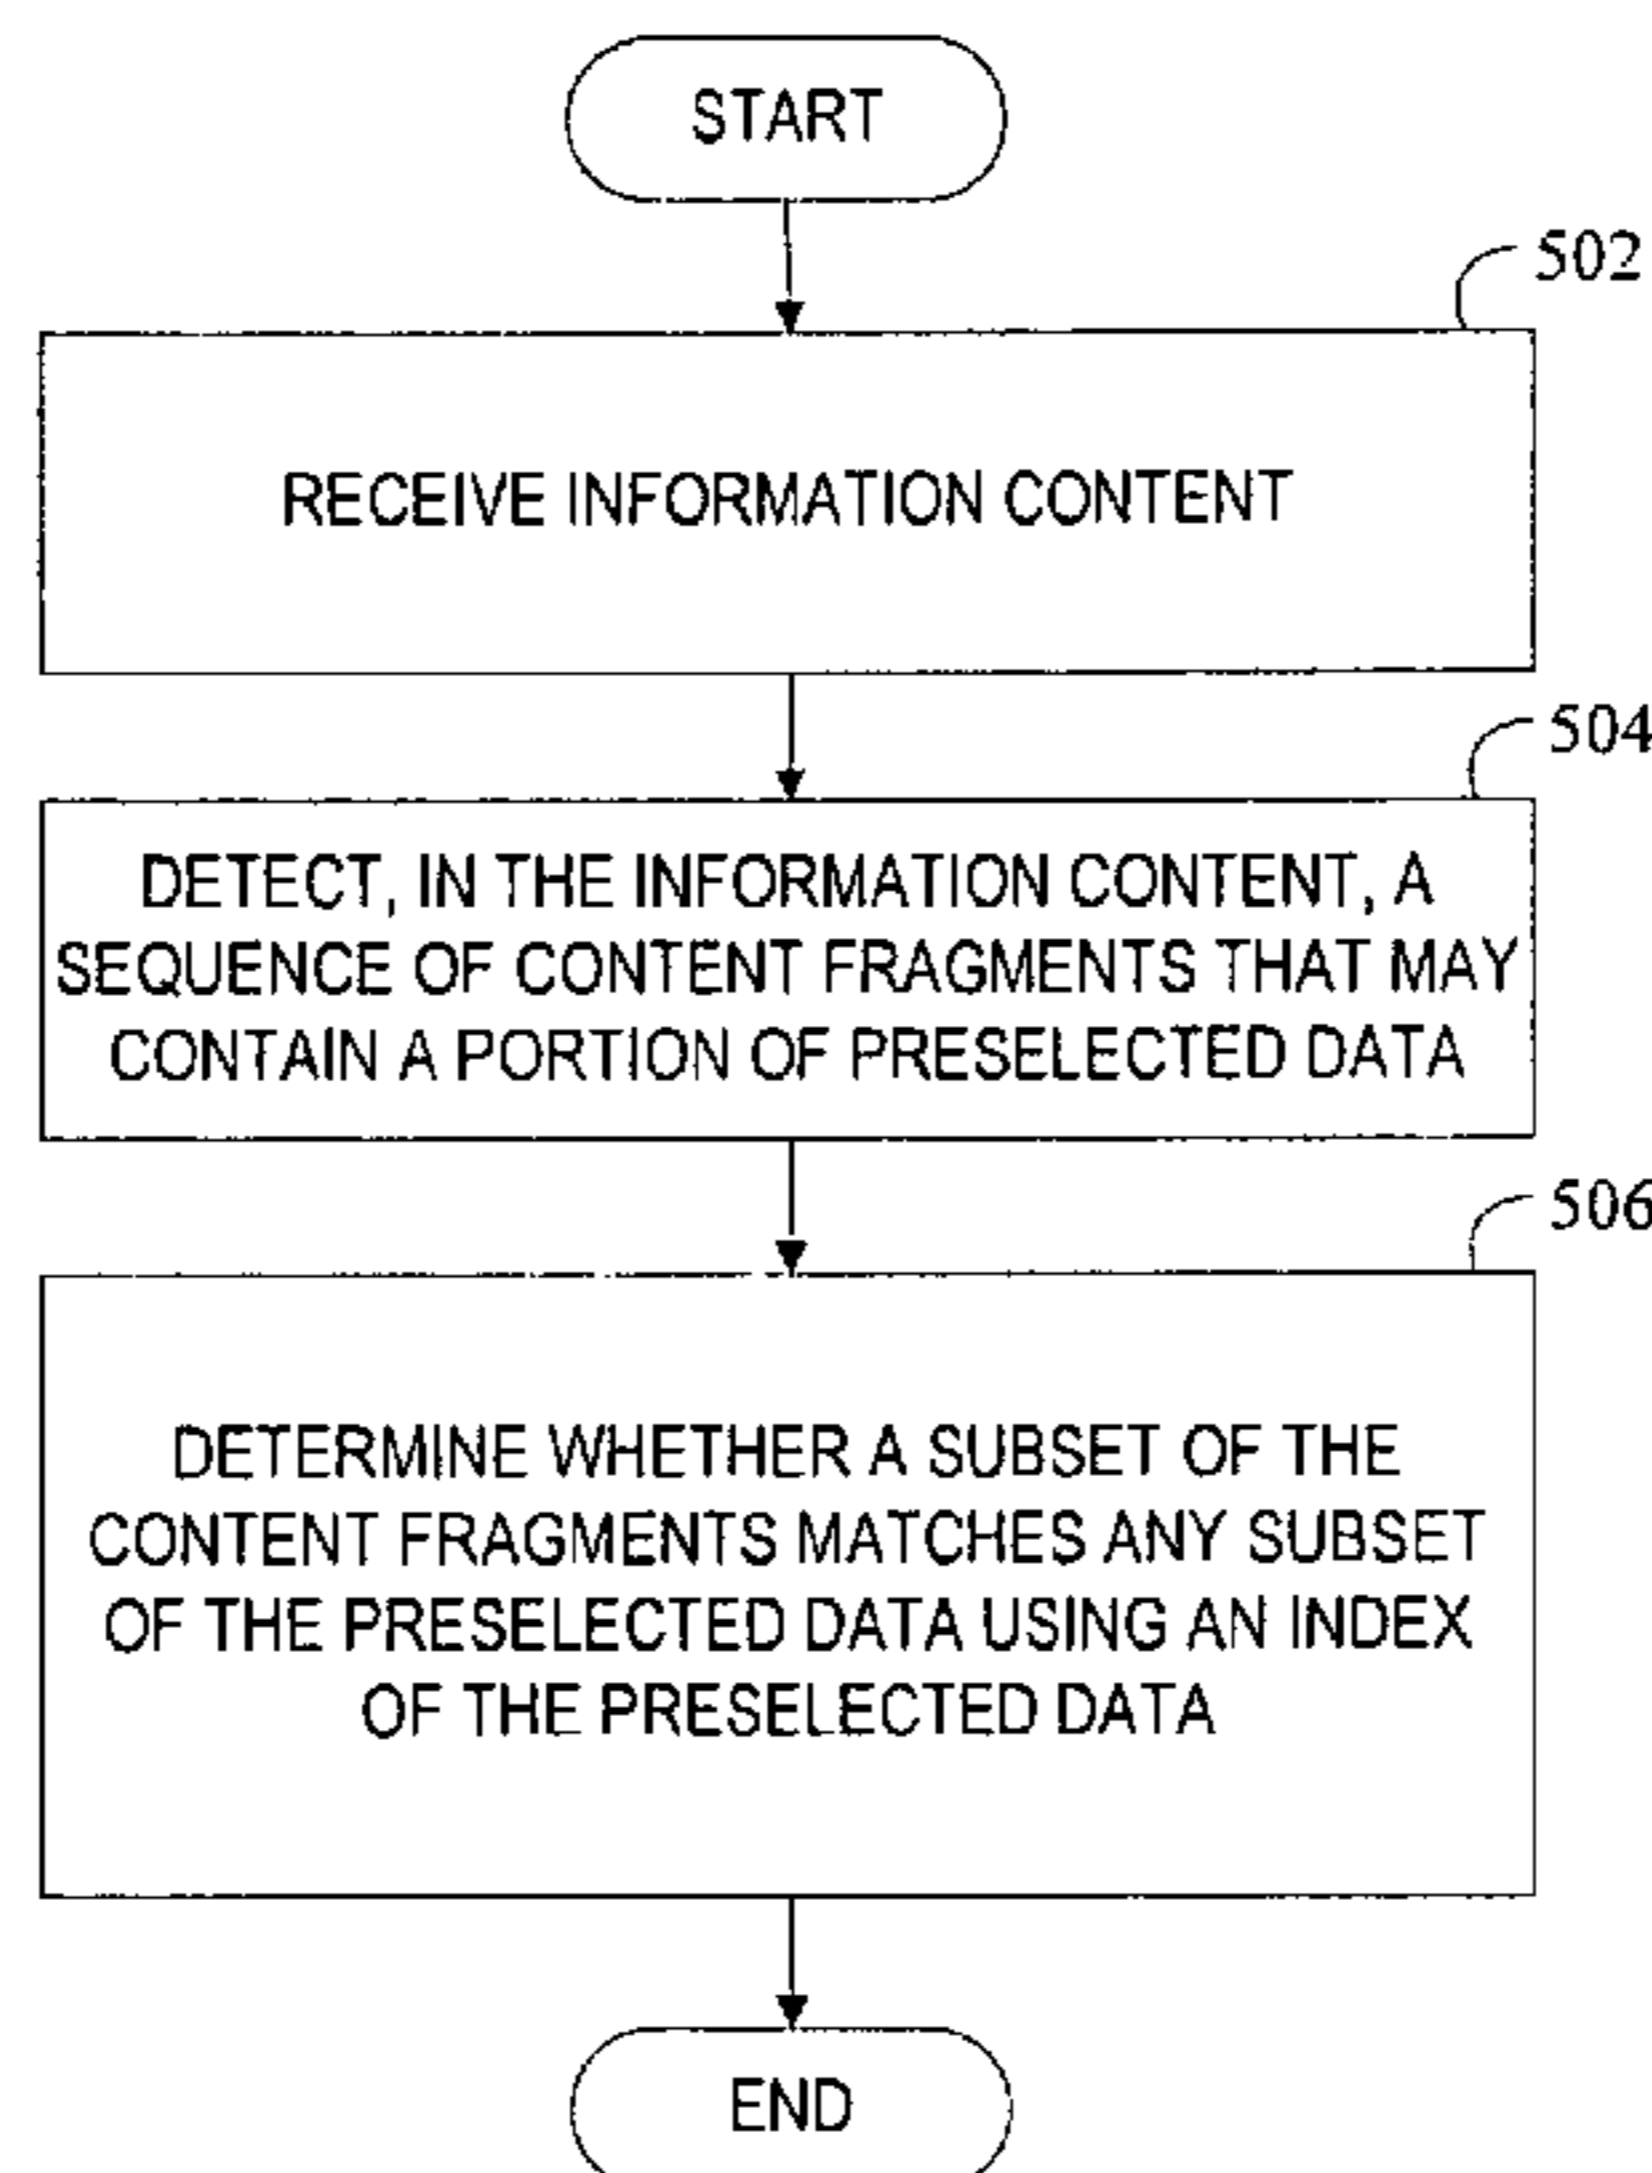 START
502
RECEIVE INFORMATION CONTENT
504
DETECT, IN THE INFORMATION CONTENT, A
SEQUENCE OF CONTENT FRAGMENTS THAT MAY
CONTAIN A PORTION OF PRESELECTED DATA
506
DETERMINE WHETHER A SUBSET OF THE
CONTENT FRAGMENTS MATCHES ANY SUBSET
OF THE PRESELECTED DATA USING AN INDEX
OF THE PRESELECTED DATA
END